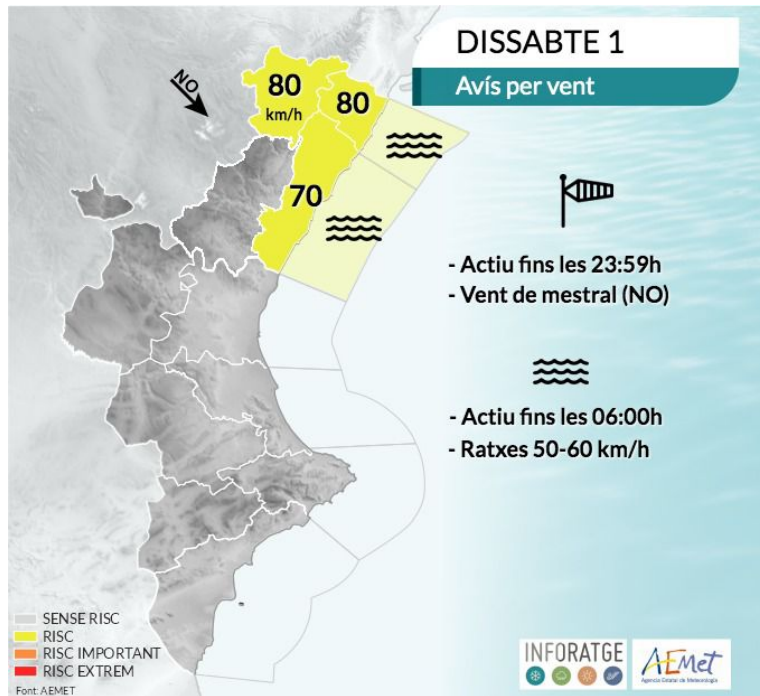 DISSABTE 1
Avís per vent
NO
80
km/h
80
70
- Actiu fins les 23:59h
- Vent de mestral (NO)
- Actiu fins les 06:00h
- Ratxes 50-60 km/h
SENSE RISC
RISC
RISC IMPORTANT
RISC EXTREM
Font: AEMET
INFORATGE
AEMet
Agencia Estatal de Meteorología